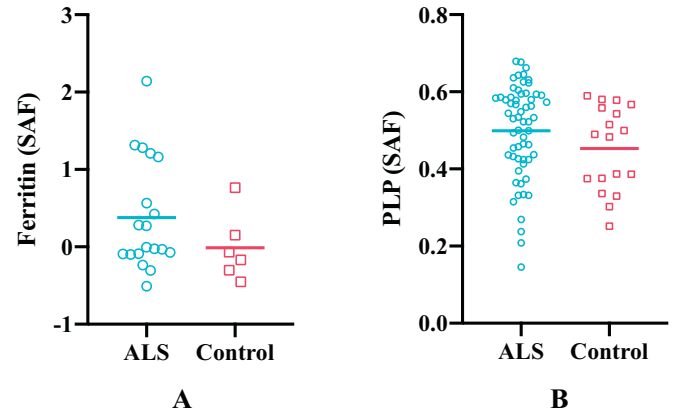 Ferritin (SAF)
3
2
1
0
-1
ALS
Control
A
PLP (SAF)
0.8
0.6
0.4
0.2
0.0
ALS
Control
B